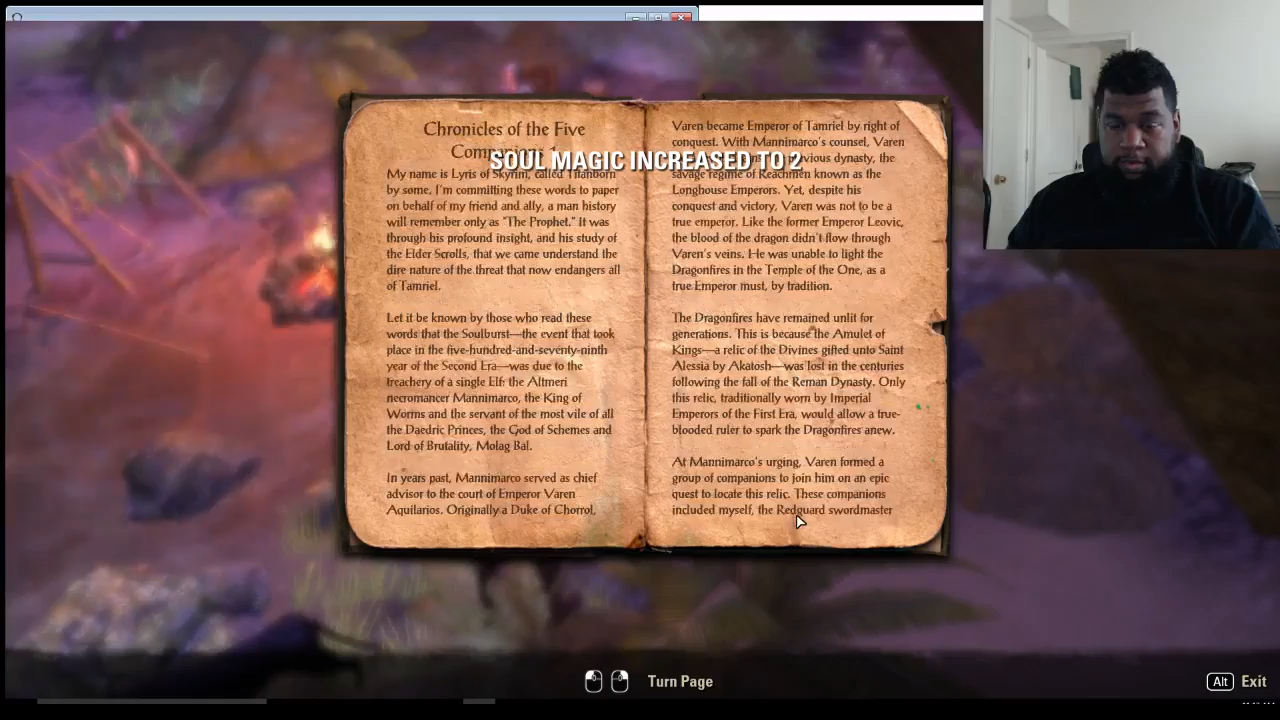 Chronicles of the Five
SOUL MAGIC INCREASED TO 2
My name is Lyris of Skyrim, called Titanborn
by some, I'm committing these words to paper
on behalf of my friend and ally, a man history
will remember only as "The Prophet." It was
through his profound insight, and his study of
the Elder Scrolls, that we came understand the
dire nature of the threat that now endangers all
of Tamriel.
Let it be known by those who read these
words that the Soulburst—the event that took
place in the five-hundred-and-seventy-ninth
year of the Second Era—was due to the
treachery of a single Elf: the Altmeri
necromancer Mannimarco, the King of
Worms and the servant of the most vile of all
the Daedric Princes, the God of Schemes and
Lord of Brutality, Molag Bal.
In years past, Mannimarco served as chief
advisor to the court of Emperor Varen
Aquilarios. Originally a Duke of Chorrol,
Varen became Emperor of Tamriel by right of
conquest. With Mannimarco's counsel, Varen
dynasty, the
savage regime of Reachmen known as the
Longhouse Emperors. Yet, despite his
conquest and victory, Varen was not to be a
true emperor. Like the former Emperor Leovic,
the blood of the dragon didn't flow through
Varen's veins. He was unable to light the
Dragonfires in the Temple of the One, as a
true Emperor must, by tradition.
The Dragonfires have remained unlit for
generations. This is because the Amulet of
Kings—a relic of the Divines gifted unto Saint
Alessia by Akatosh—was lost in the centuries
following the fall of the Reman Dynasty. Only
this relic, traditionally worn by Imperial
Emperors of the First Era, would allow a true-
blooded ruler to spark the Dragonfires anew.
At Mannimarco's urging, Varen formed a
group of companions to join him on an epic
quest to locate this relic. These companions
included myself, the Redguard swordmaster
Turn Page
Alt Exit